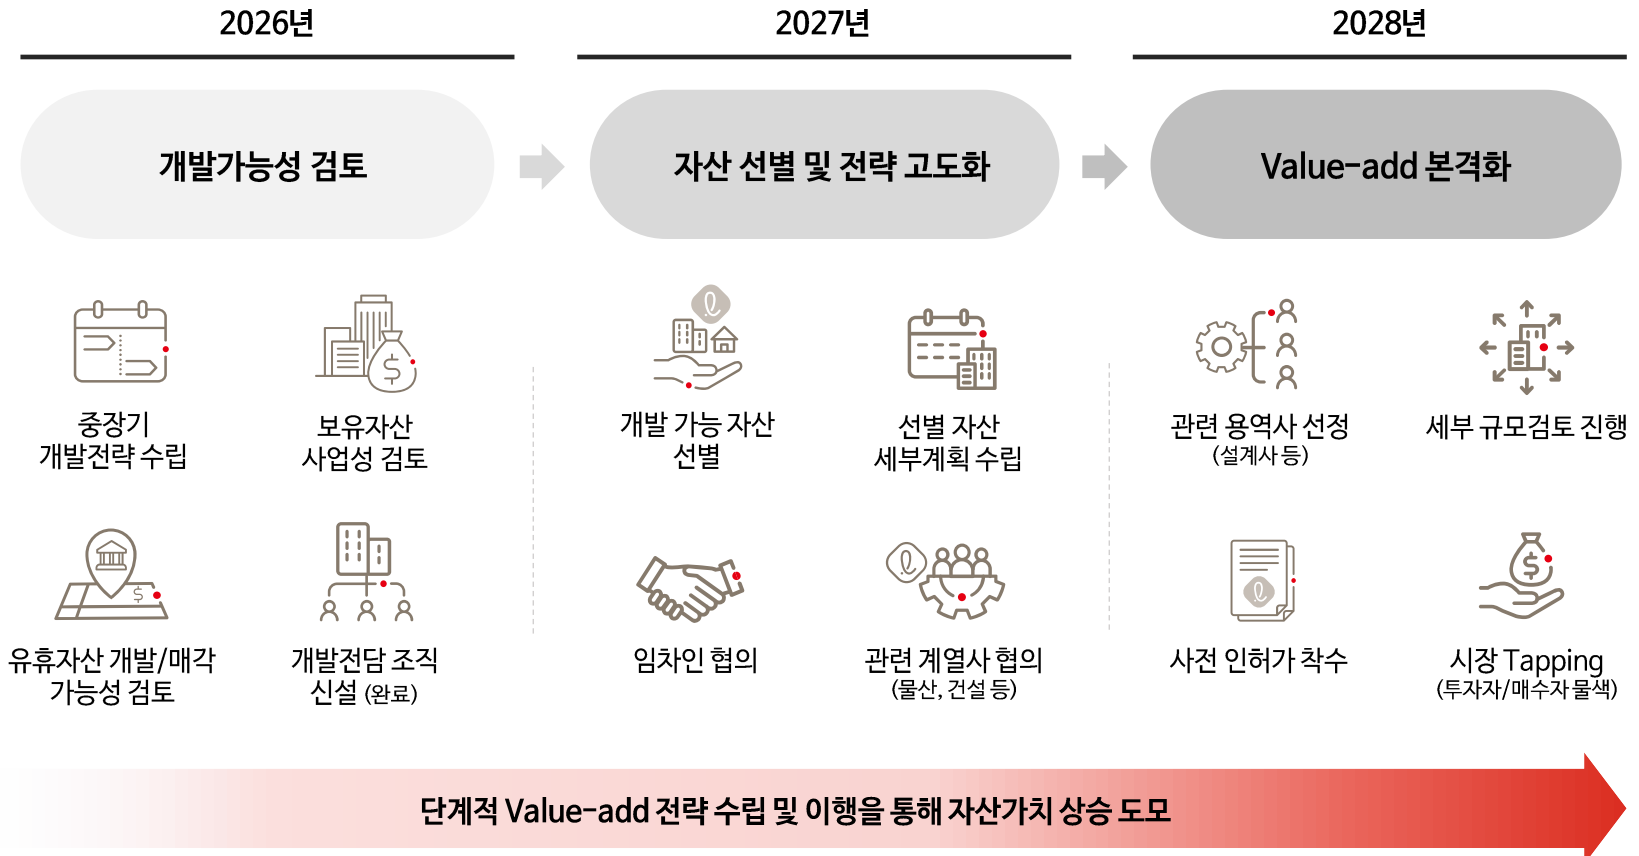 2026년
2027년
2028년
개발가능성 검토
자산 선별 및 전략 고도화
Value-add 본격화
중장기
개발전략 수립
보유자산
사업성 검토
개발 가능 자산
선별
선별 자산
세부계획 수립
관련 용역사 선정
(설계사 등)
세부 규모검토 진행
유휴자산 개발/매각
가능성 검토
개발전담 조직
신설 (완료)
임차인 협의
관련 계열사 협의
(물산, 건설 등)
사전 인허가 착수
시장 Tapping
(투자자/매수자 물색)
단계적 Value-add 전략 수립 및 이행을 통해 자산가치 상승 도모